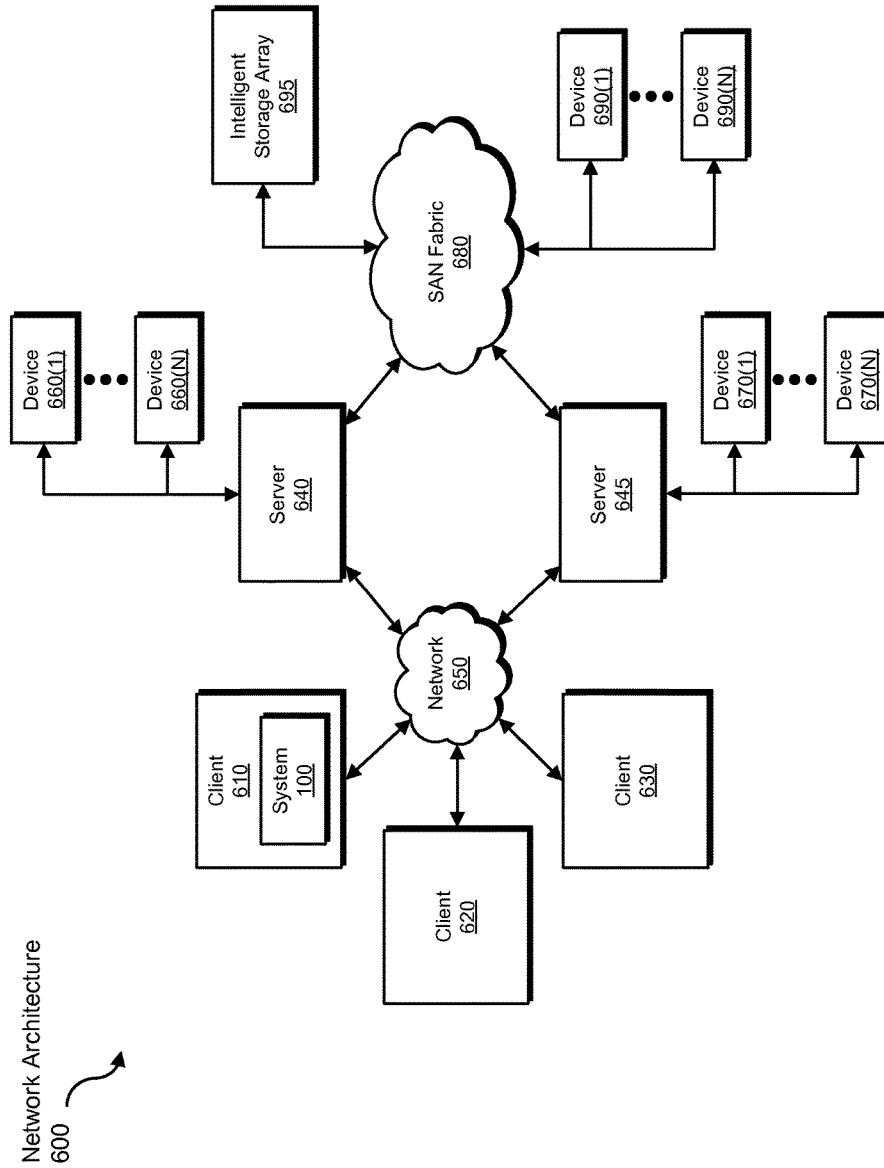 Network Architecture
600
Client
610
System
100
Client
620
Client
630
Network
650
Server
640
Server
645
Device
660(1)
Device
660(N)
Device
670(1)
Device
670(N)
SAN Fabric
680
Intelligent
Storage Array
695
Device
690(1)
Device
690(N)